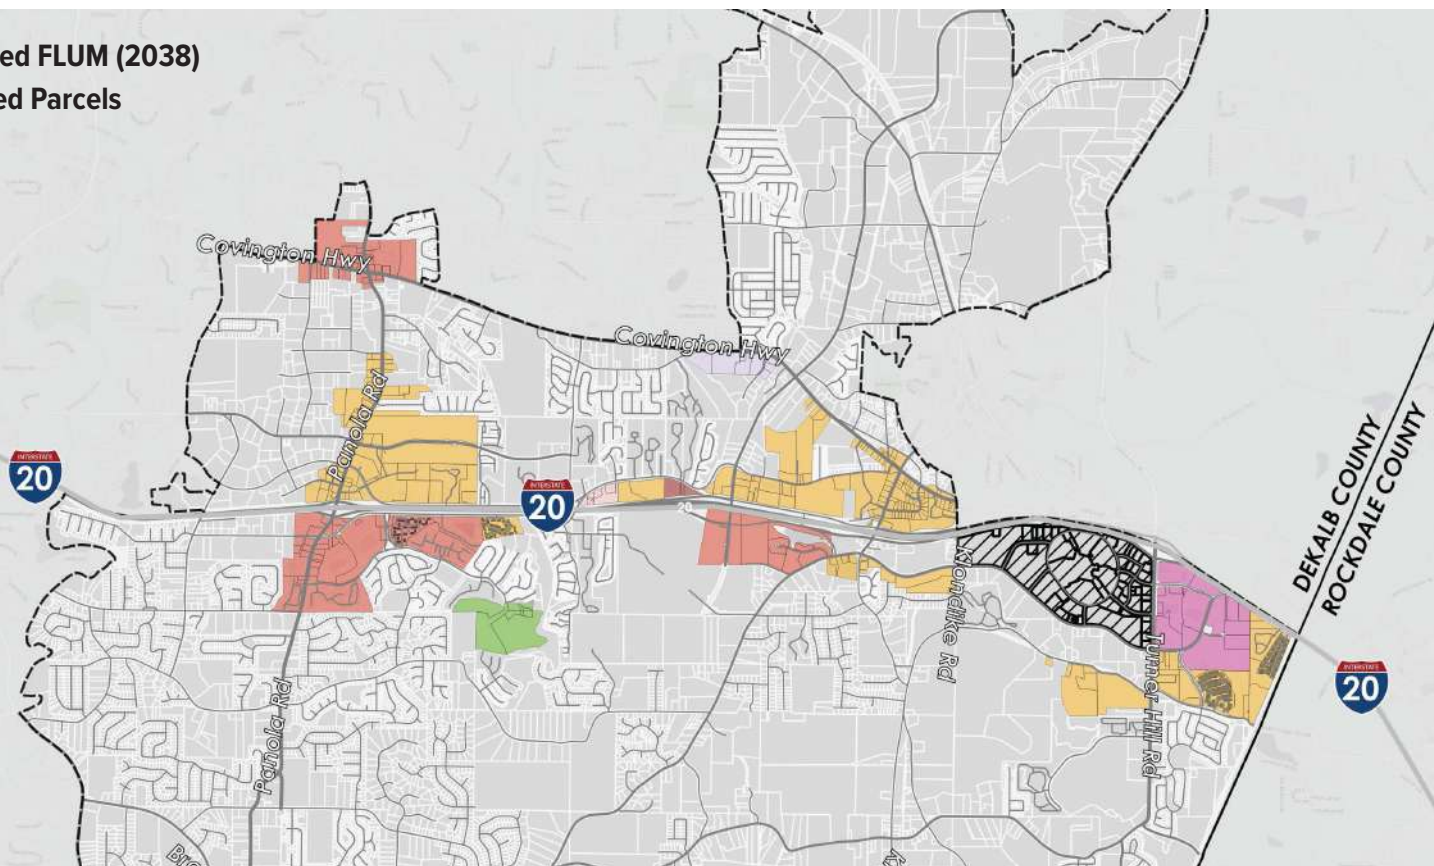 ed FLUM (2038)
ed Parcels
Covington Hwy
Covington Hwy
Panola Rd
INTERSTATE
20
INTERSTATE
20
20
DEKALB COUNTY
ROCKDALE COUNTY
Klondike Rd
Turner Hill Rd
INTERSTATE
20
Panola Rd